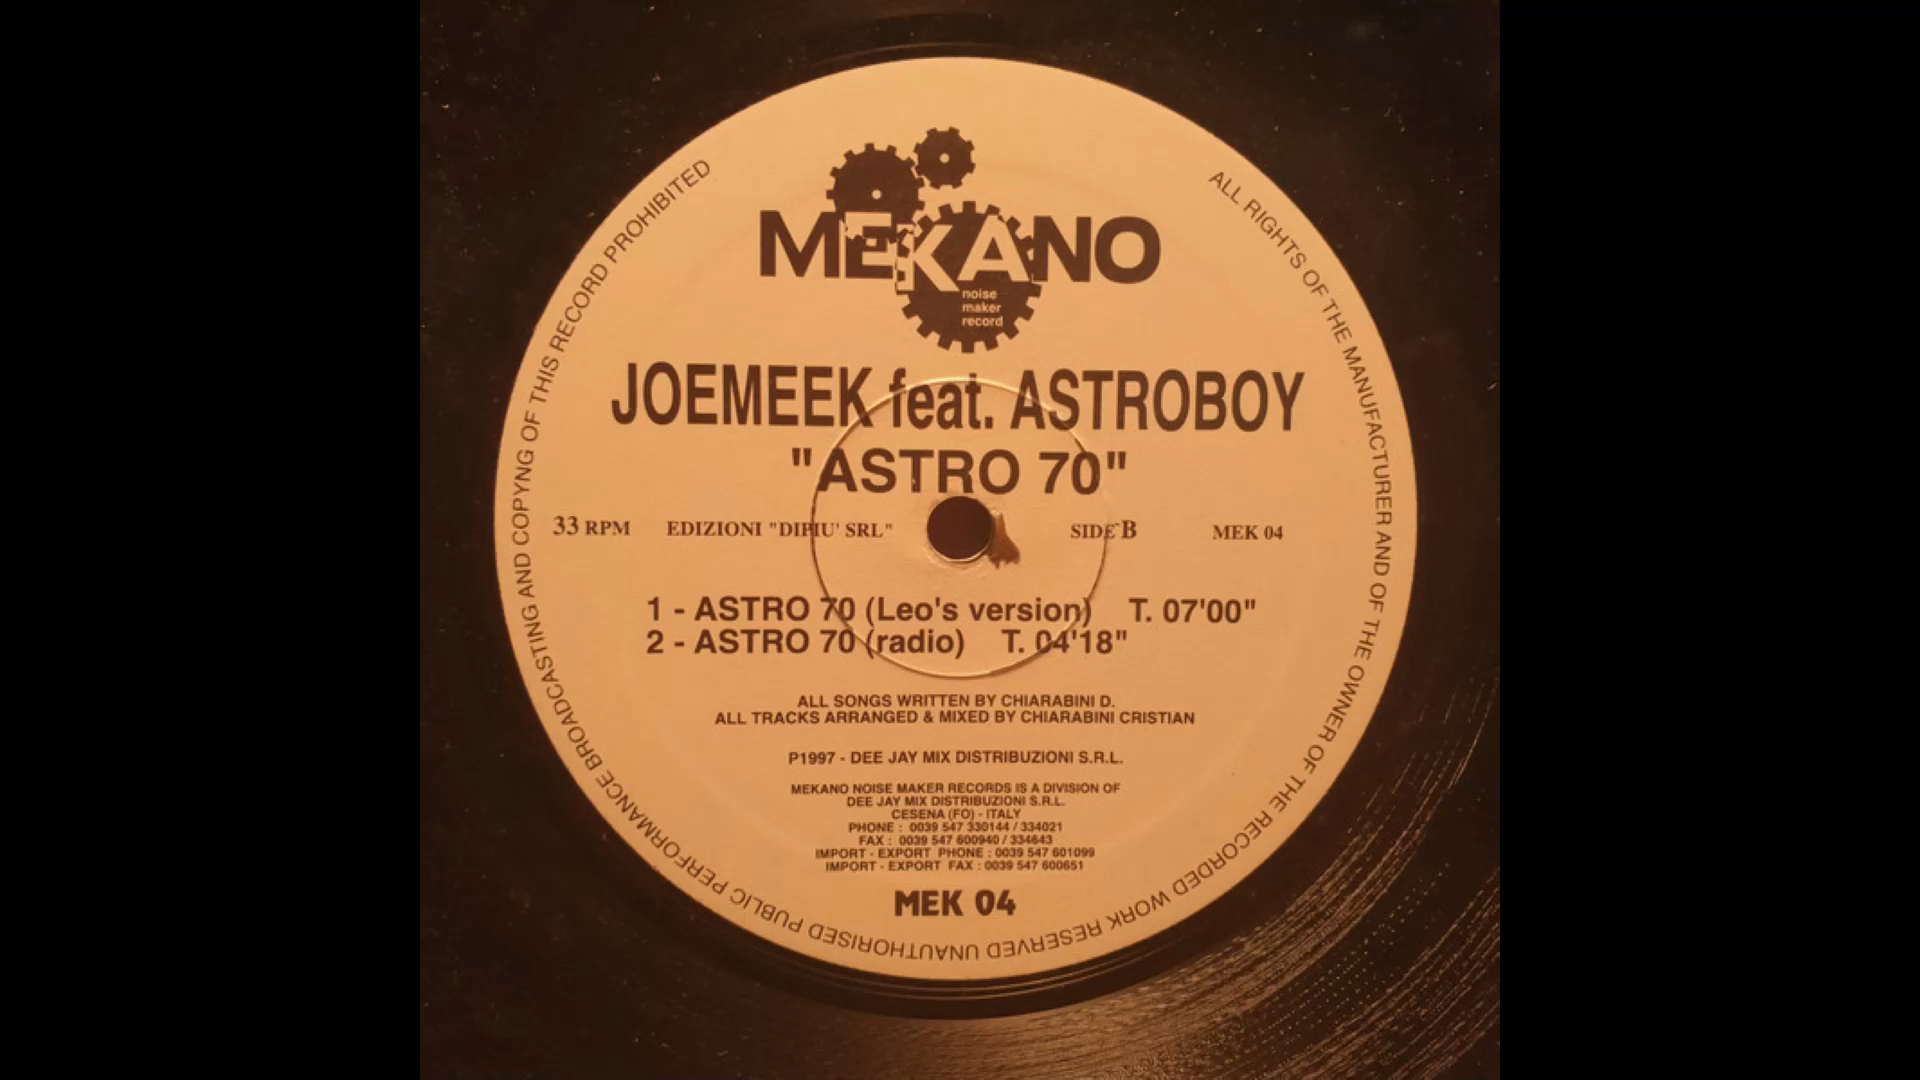 MEKANO
noise
maker
record
JOEMEEK feat. ASTROBOY
"ASTRO 70"
33 RPM EDIZIONI "DIPIU' SRL" SIDE B MEK 04
1 - ASTRO 70 (Leo's version) T. 07'00"
2 - ASTRO 70 (radio) T. 04'18"
ALL SONGS WRITTEN BY CHIARABINI D.
ALL TRACKS ARRANGED & MIXED BY CHIARABINI CRISTIAN
P1997 - DEE JAY MIX DISTRIBUZIONI S.R.L.
MEKANO NOISE MAKER RECORDS IS A DIVISION OF
DEE JAY MIX DISTRIBUZIONI S.R.L.
CESENA (FO) - ITALY
PHONE : 0039 547 330144 / 334021
FAX : 0039 547 600940 / 334643
IMPORT - EXPORT PHONE : 0039 547 601099
IMPORT - EXPORT FAX : 0039 547 600651
MEK 04
ALL RIGHTS OF THE MANUFACTURER AND OF THE OWNER OF THE RECORDED WORK RESERVED UNAUTHORISED PUBLIC PERFORMANCE BROADCASTING AND COPYNG OF THIS RECORD PROHIBITED